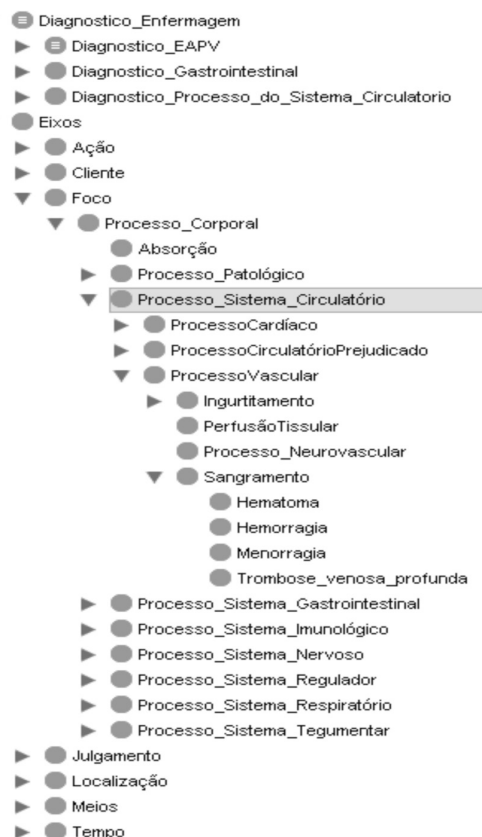 Diagnostico_Enfermagem
Diagnostico_EAPV
Diagnostico_Gastrointestinal
Diagnostico_Processo_do_Sistema_Circulatorio
Eixos
Ação
Cliente
Foco
Processo_Corporal
Absorção
Processo_Patológico
Processo_Sistema_Circulatório
ProcessoCardíaco
ProcessoCirculatórioPrejudicado
ProcessoVascular
Ingurtitamento
PerfusãoTissular
Processo_Neurovascular
Sangramento
Hematoma
Hemorragia
Menorragia
Trombose_venosa_profunda
Processo_Sistema_Gastrointestinal
Processo_Sistema_Imunológico
Processo_Sistema_Nervoso
Processo_Sistema_Regulador
Processo_Sistema_Respiratório
Processo_Sistema_Tegumentar
Julgamento
Localização
Meios
Tempo